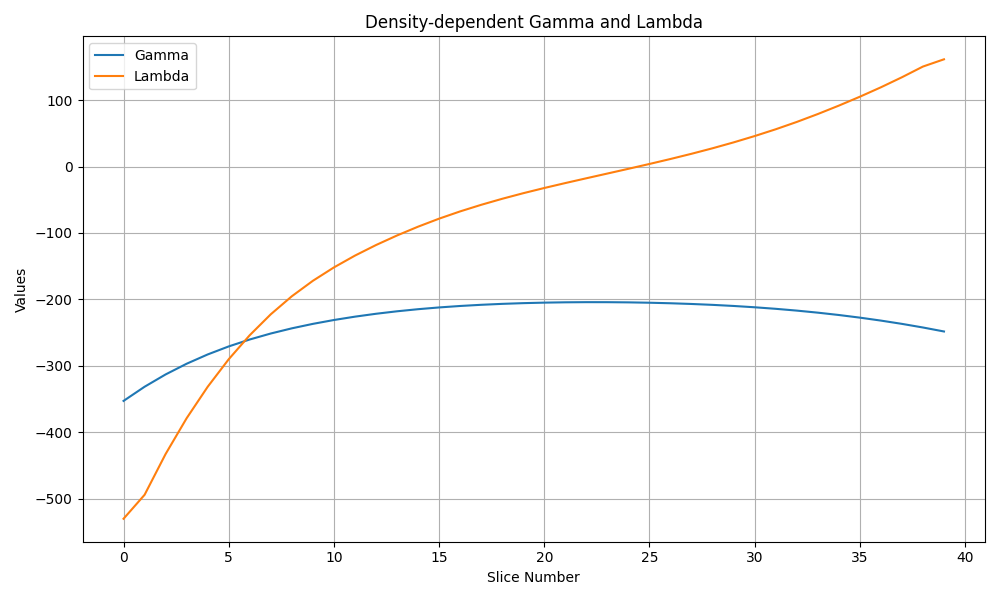 Density-dependent Gamma and Lambda
Gamma
Lambda
100
0
−100
−200
−300
−400
−500
Values
0 5 10 15 20 25 30 35 40
Slice Number